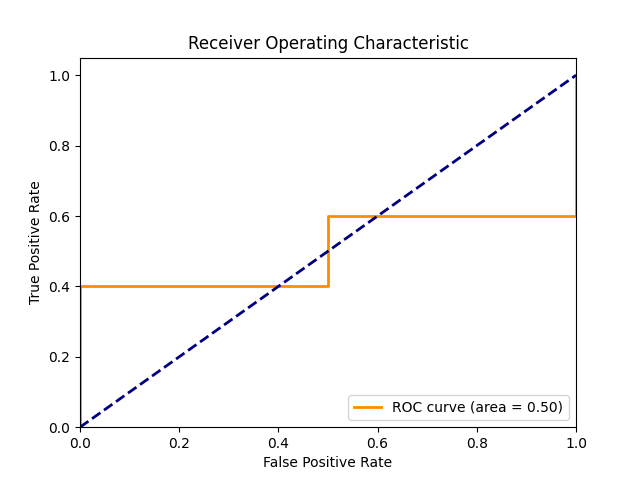 Receiver Operating Characteristic
1.0
0.8
0.6
0.4
0.2
0.0
True Positive Rate
ROC curve (area = 0.50)
0.0 0.2 0.4 0.6 0.8 1.0
False Positive Rate